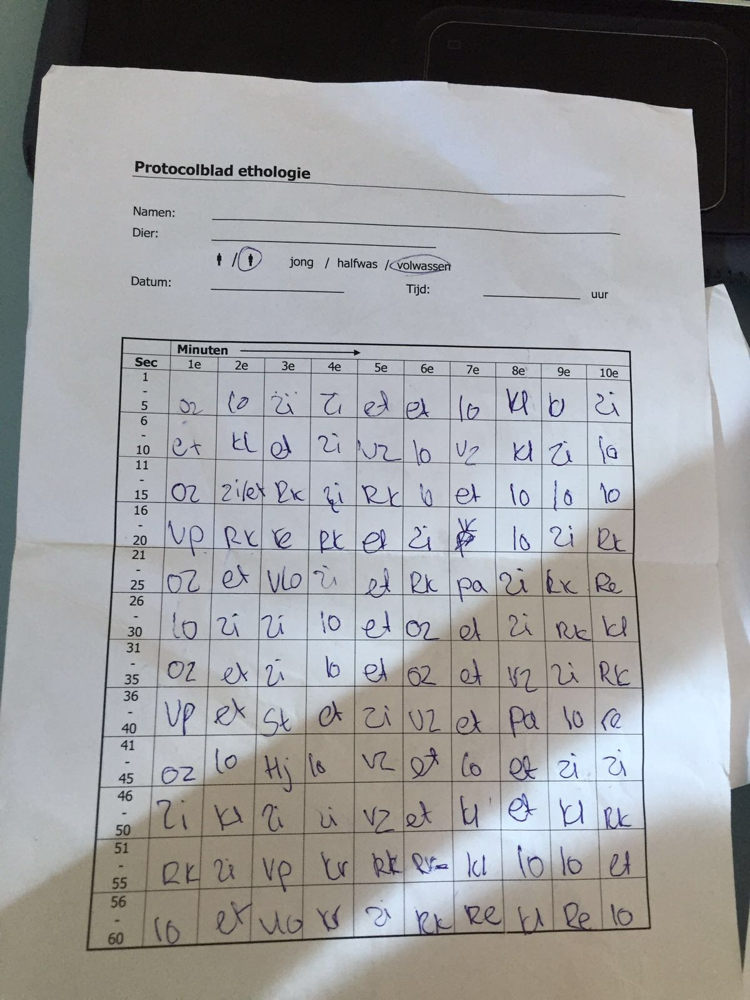 Protocolblad ethologie
Namen:
Dier:
/ jong / halfwas / volwassen
Datum: Tijd: uur
Minuten
Sec 1e 2e 3e 4e 5e 6e 7e 8e 9e 10e
1 - 5 oz lo zi zi et et lo kl kl zi
6 - 10 et kl et zi vz lo vz kl zi lo
11 - 15 oz zi/et Rk zi Rk lo et lo lo lo
16 - 20 Vp Rk re Rk et zi lo zi Rk
21 - 25 oz et Vlo zi et Rk pa zi Rk Re
26 - 30 lo zi zi lo et oz et zi Rk kl
31 - 35 oz et zi lo et oz et vz zi Rk
36 - 40 Vp et St et zi vz et Pa lo re
41 - 45 oz lo Hj lo vz et lo et zi zi
46 - 50 zi kl zi zi vz et kl et kl Rk
51 - 55 Rk zi Vp kr Rk kl lo lo et
56 - 60 lo et Vlo kr zi Rk Re kl Re lo